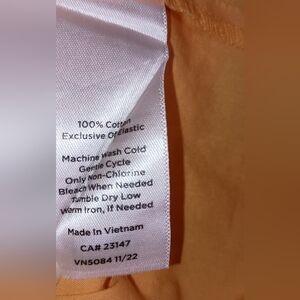 100% Cotton
Exclusive Of Elastic
Machine Wash Cold
Gentle Cycle
Only Non-Chlorine
Bleach When Needed
Tumble Dry Low
Warm Iron, If Needed
Made In Vietnam
CA# 23147
VN5084 11/22